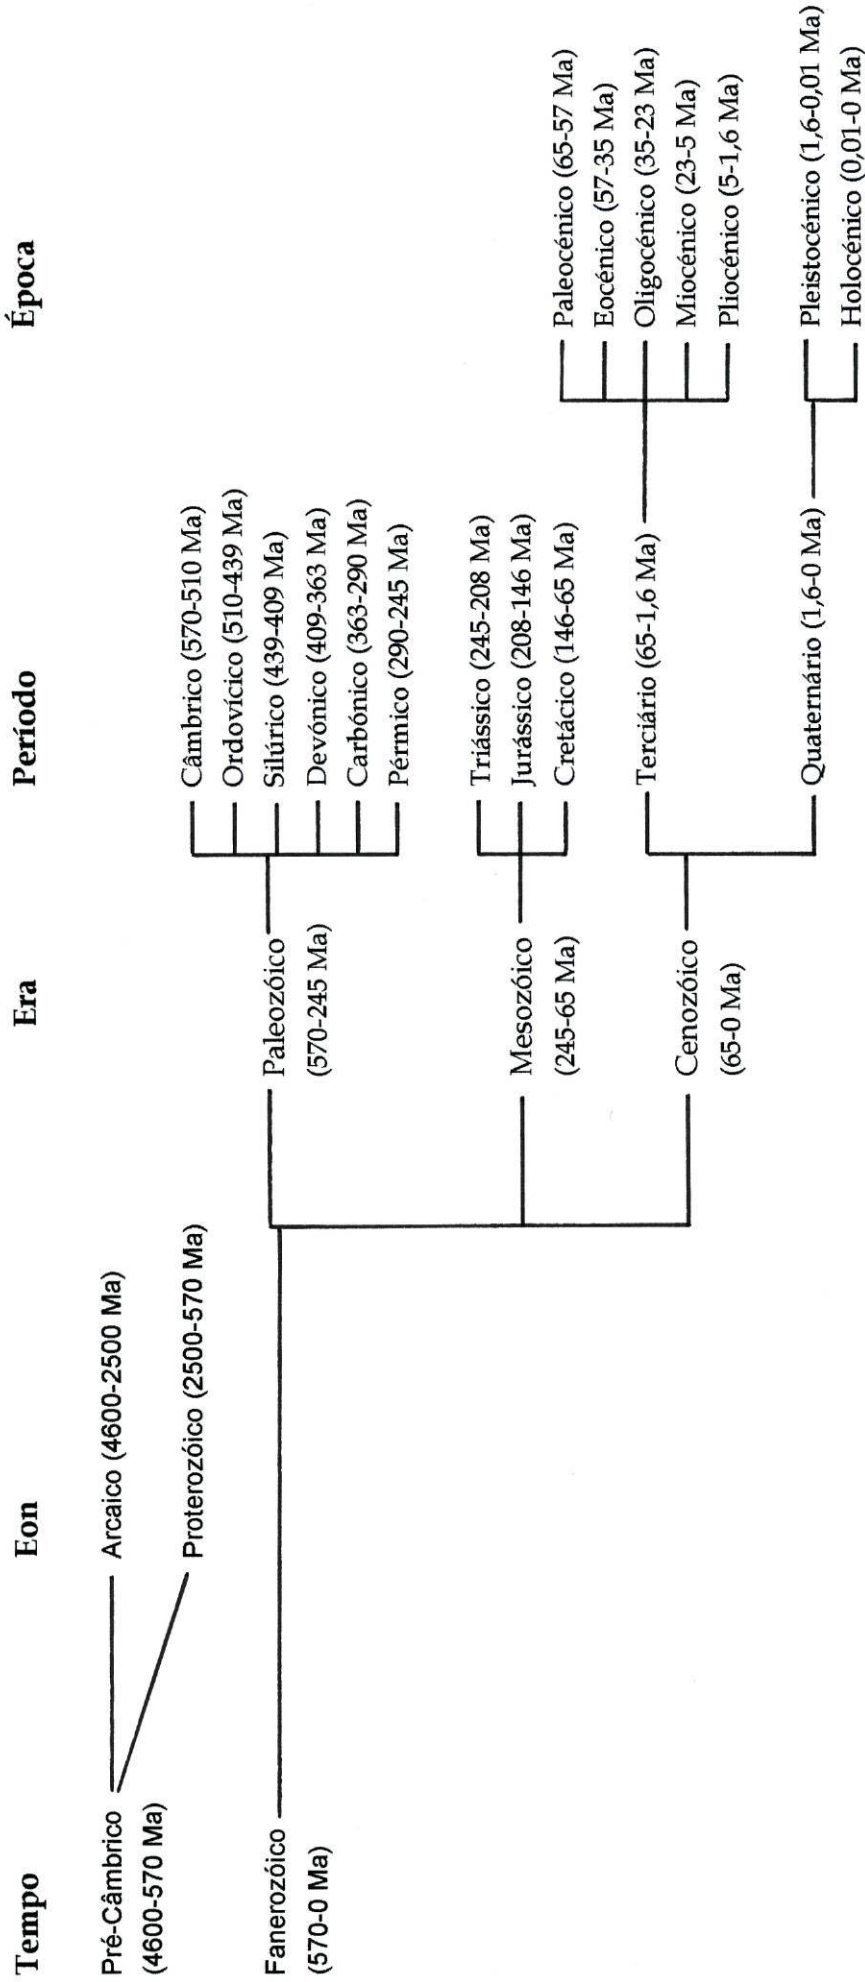 Tempo
Eon
Era
Período
Época
Pré-Câmbrico
(4600-570 Ma)
Arcaico (4600-2500 Ma)
Proterozóico (2500-570 Ma)
Fanerozóico
(570-0 Ma)
Paleozóico
(570-245 Ma)
Câmbrico (570-510 Ma)
Ordovícico (510-439 Ma)
Silúrico (439-409 Ma)
Devónico (409-363 Ma)
Carbónico (363-290 Ma)
Pérmico (290-245 Ma)
Mesozóico
(245-65 Ma)
Triássico (245-208 Ma)
Jurássico (208-146 Ma)
Cretácico (146-65 Ma)
Cenozóico
(65-0 Ma)
Terciário (65-1,6 Ma)
Paleocénico (65-57 Ma)
Eocénico (57-35 Ma)
Oligocénico (35-23 Ma)
Miocénico (23-5 Ma)
Pliocénico (5-1,6 Ma)
Quaternário (1,6-0 Ma)
Pleistocénico (1,6-0,01 Ma)
Holocénico (0,01-0 Ma)